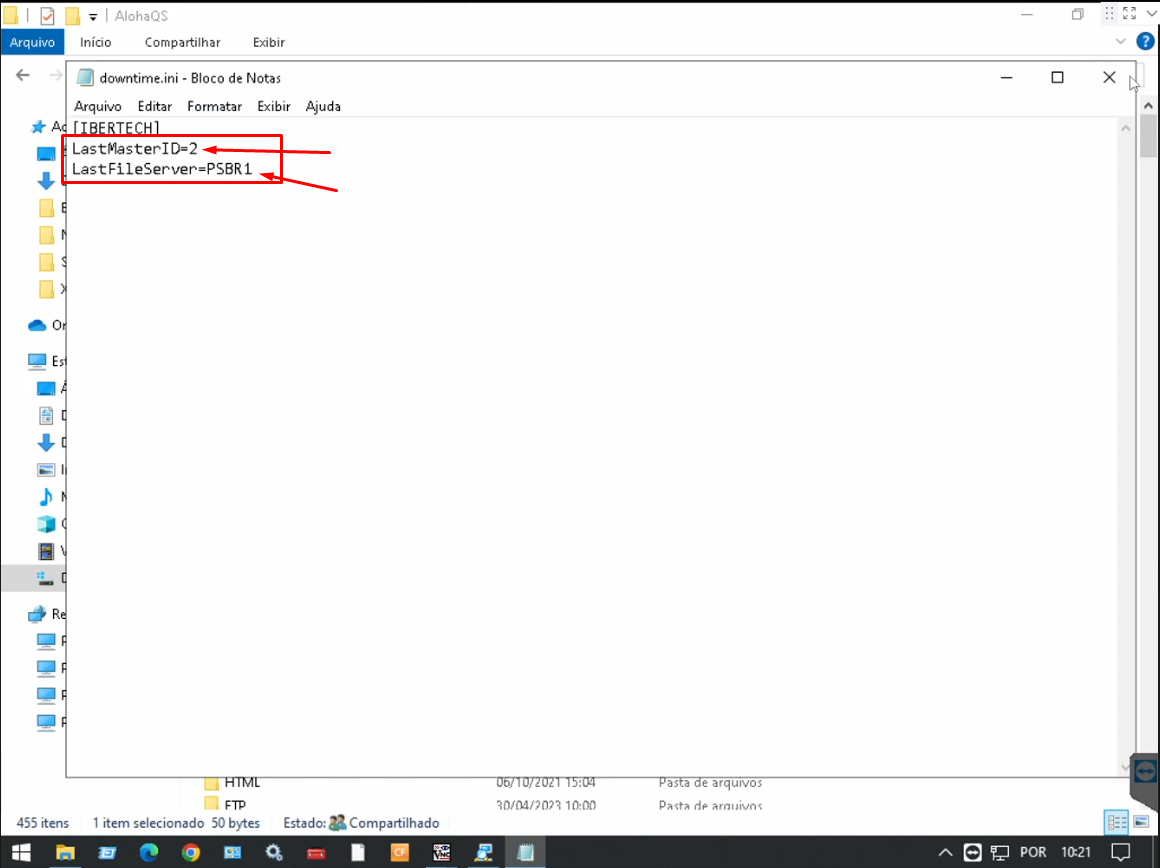 AlohaQS
Arquivo Início Compartilhar Exibir
downtime.ini - Bloco de Notas
Arquivo Editar Formatar Exibir Ajuda
[IBERTECH]
LastMasterID=2
LastFileServer=PSBR1
HTML 06/10/2021 15:04 Pasta de arquivos
FTP 30/04/2023 10:00 Pasta de arquivos
455 itens 1 item selecionado 50 bytes Estado: Compartilhado
POR 10:21